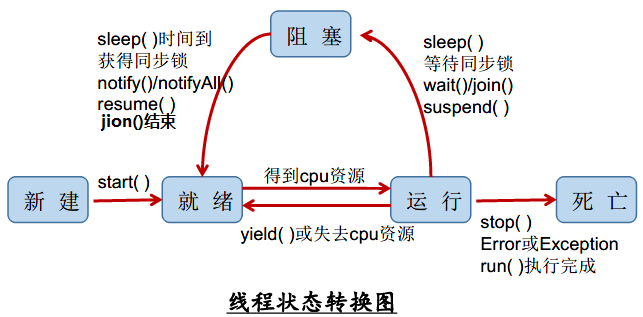 阻塞
sleep( )时间到
获得同步锁
notify()/notifyAll()
resume( )
jion()结束
sleep( )
等待同步锁
wait()/join()
suspend( )
新建
start( )
就绪
得到cpu资源
yield( )或失去cpu资源
运行
stop( )
Error或Exception
run( )执行完成
死亡
线程状态转换图